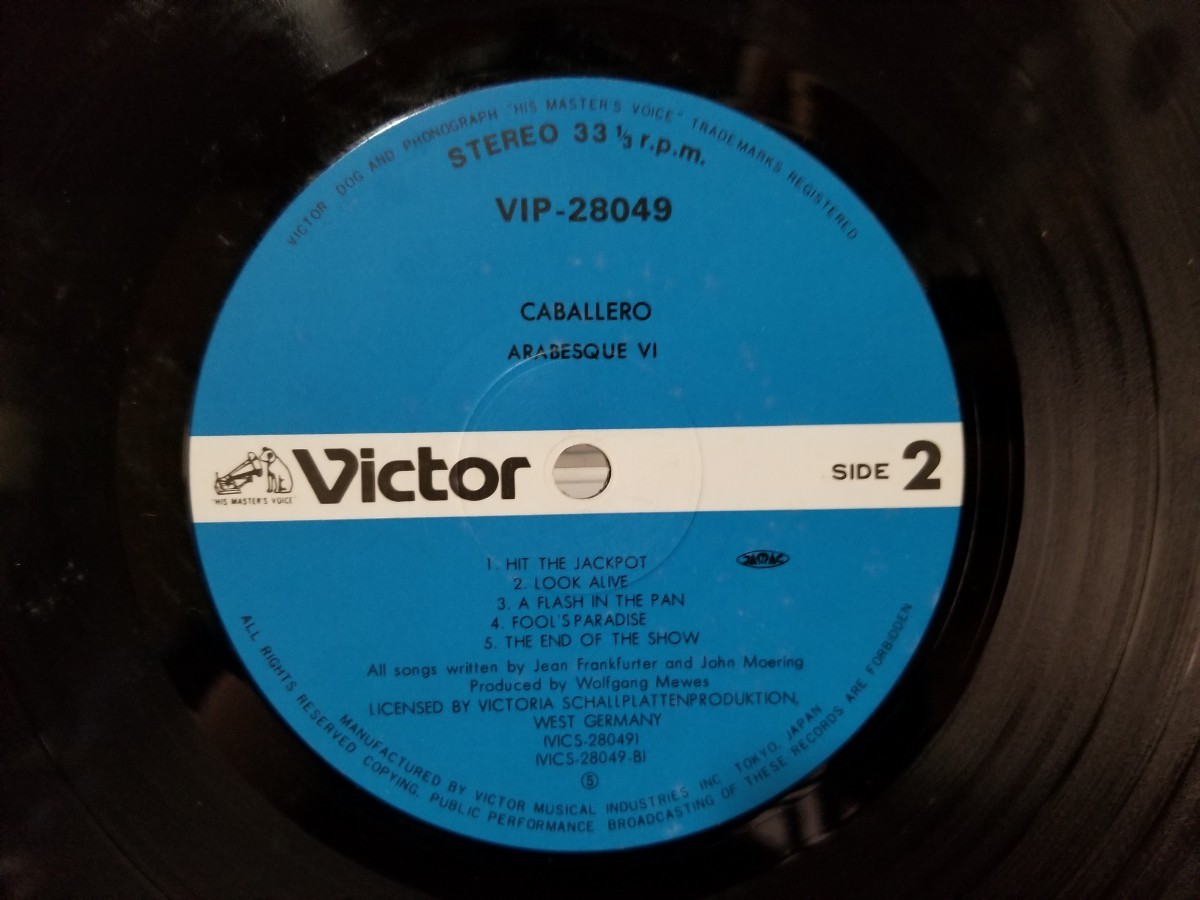 VICTOR DOG AND PHONOGRAPH "HIS MASTER'S VOICE" TRADEMARKS REGISTERED
STEREO 33 1/3 r.p.m.
VIP-28049
CABALLERO
ARABESQUE VI
"HIS MASTER'S VOICE"
Victor
SIDE 2
1. HIT THE JACKPOT
JASRAC
2. LOOK ALIVE
3. A FLASH IN THE PAN
4. FOOL'S PARADISE
5. THE END OF THE SHOW
All songs written by Jean Frankfurter and John Moering
Produced by Wolfgang Mewes
LICENSED BY VICTORIA SCHALLPLATTENPRODUKTION,
WEST GERMANY
(VICS-28049)
(VICS-28049-B)
Ⓢ
MANUFACTURED BY VICTOR MUSICAL INDUSTRIES INC TOKYO, JAPAN
ALL RIGHTS RESERVED COPYING, PUBLIC PERFORMANCE BROADCASTING OF THESE RECORDS ARE FORBIDDEN